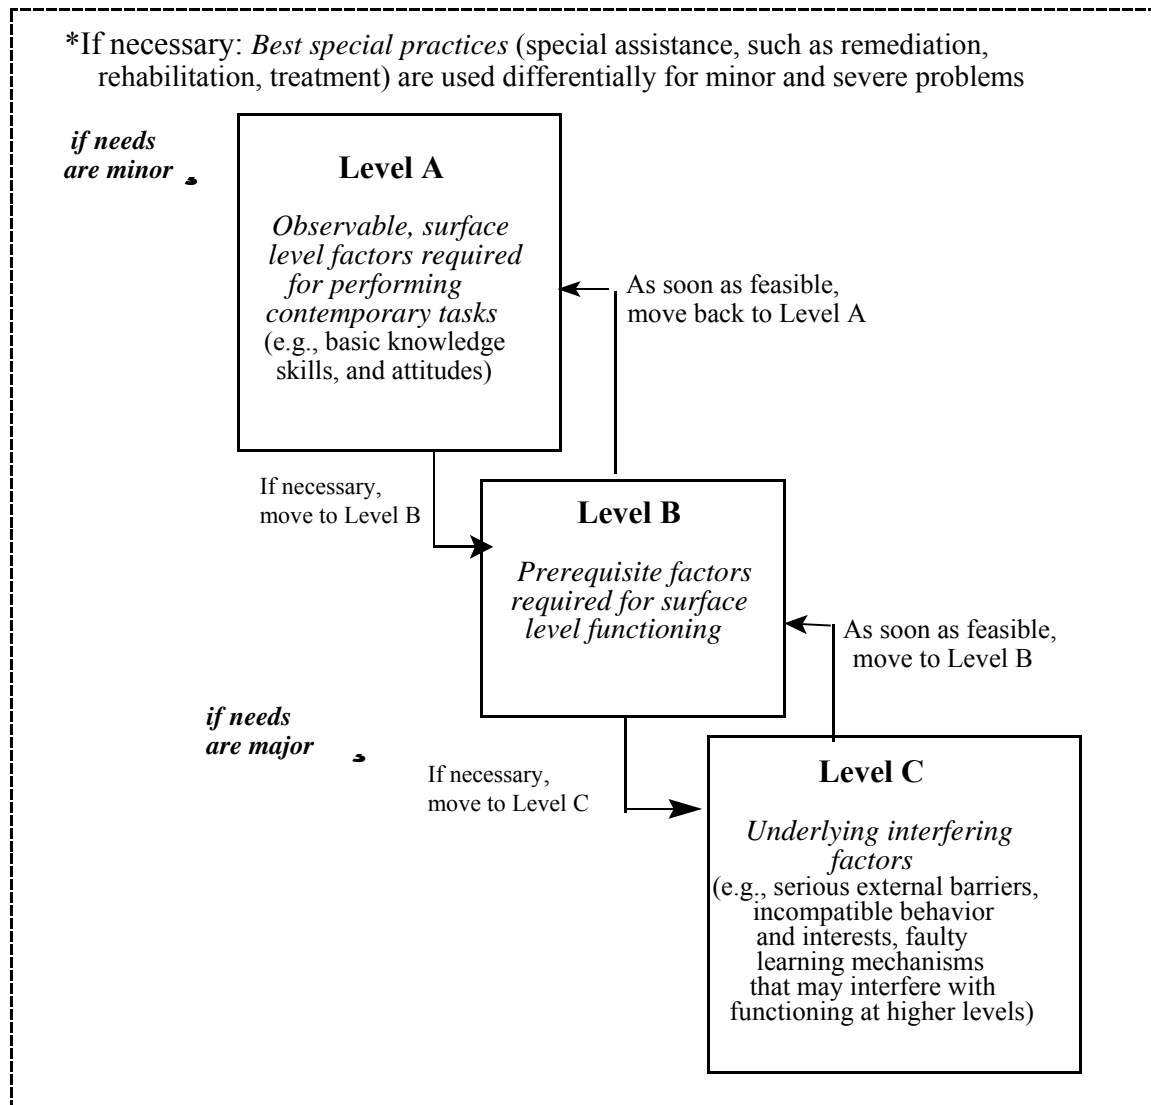 *If necessary: Best special practices (special assistance, such as remediation,
rehabilitation, treatment) are used differentially for minor and severe problems
if needs
are minor
Level A
Observable, surface
level factors required
for performing
contemporary tasks
(e.g., basic knowledge
skills, and attitudes)
As soon as feasible,
move back to Level A
If necessary,
move to Level B
Level B
Prerequisite factors
required for surface
level functioning
As soon as feasible,
move to Level B
if needs
are major
If necessary,
move to Level C
Level C
Underlying interfering
factors
(e.g., serious external barriers,
incompatible behavior
and interests, faulty
learning mechanisms
that may interfere with
functioning at higher levels)